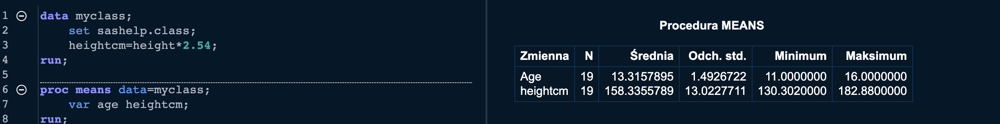 1 data myclass;
2 set sashelp.class;
3 heightcm=height*2.54;
4 run;
5
6 proc means data=myclass;
7 var age heightcm;
8 run;
Procedura MEANS
Zmienna N Średnia Odch. std. Minimum Maksimum
Age 19 13.3157895 1.4926722 11.0000000 16.0000000
heightcm 19 158.3355789 13.0227711 130.3020000 182.8800000